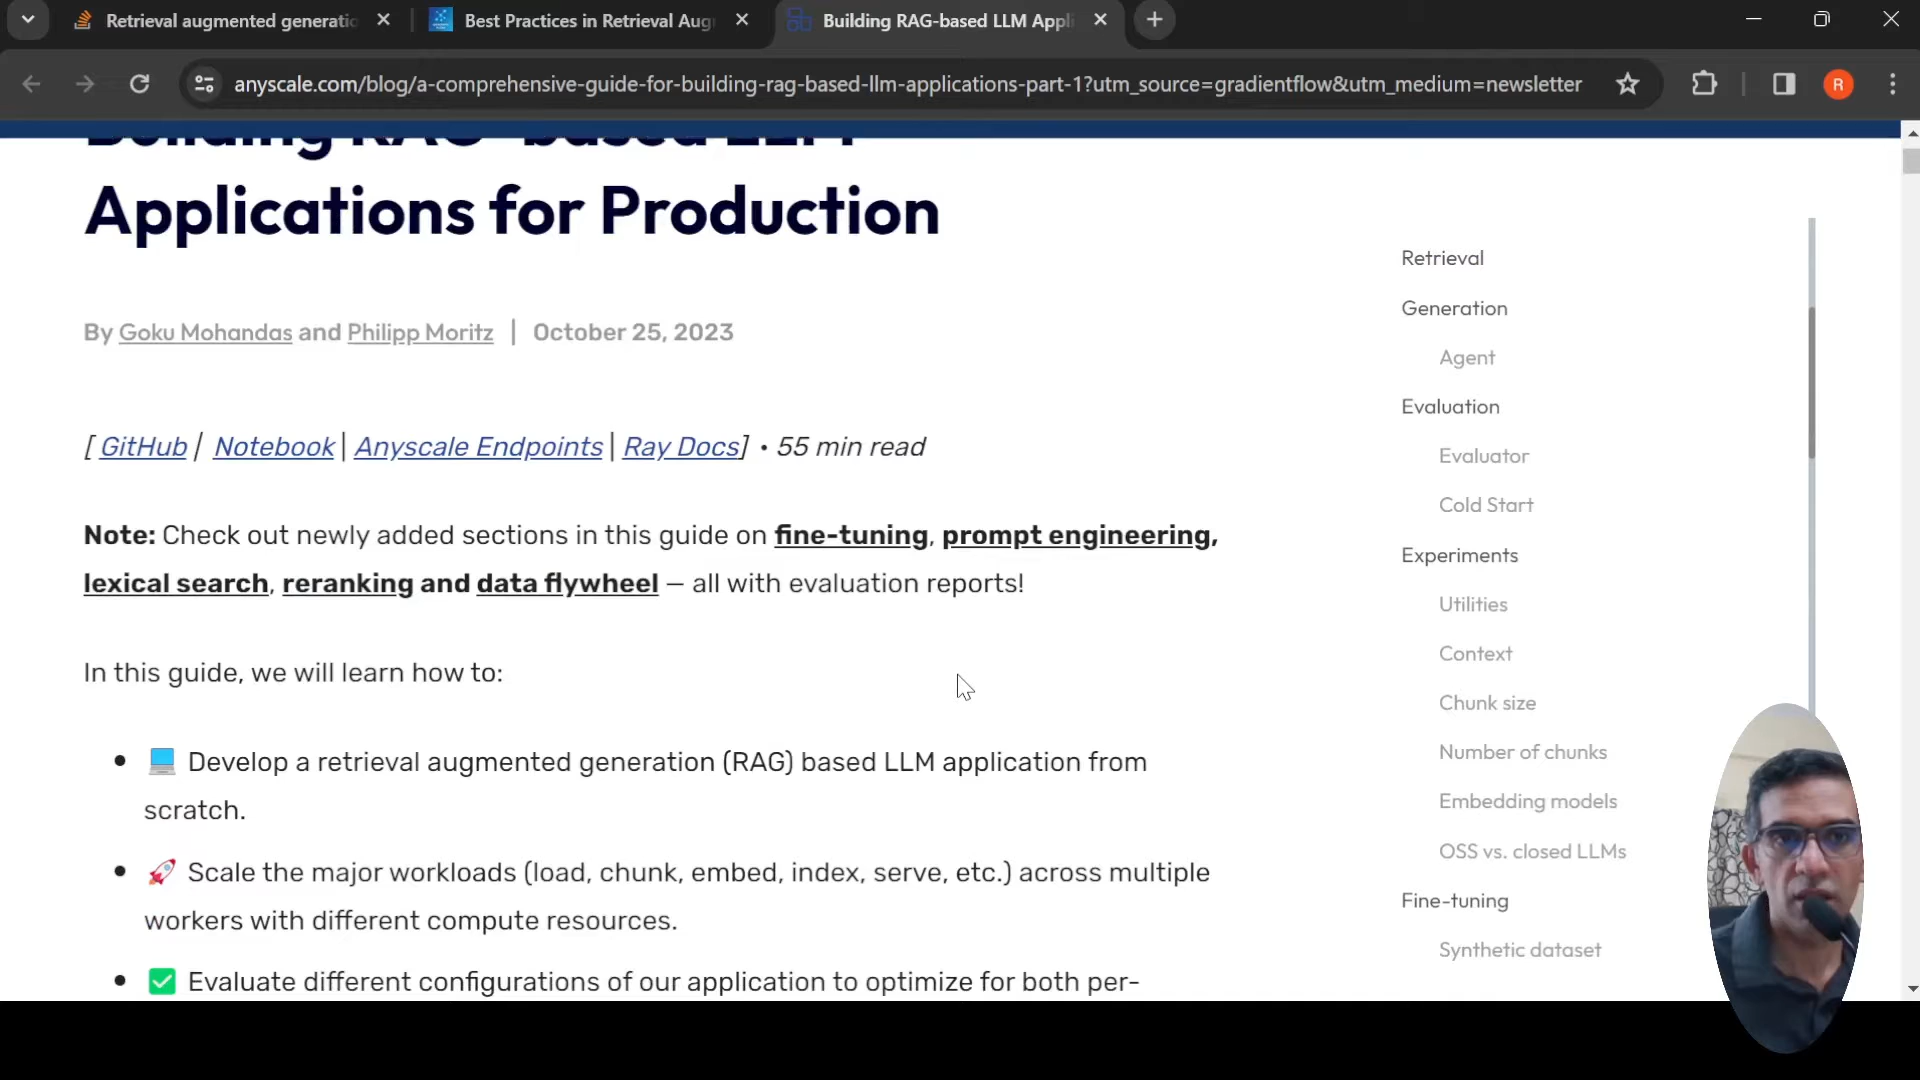 Retrieval augmented generatic
Best Practices in Retrieval Aug
Building RAG-based LLM Appli
anyscale.com/blog/a-comprehensive-guide-for-building-rag-based-llm-applications-part-1?utm_source=gradientflow&utm_medium=newsletter
R
Building RAG-based LLM
Applications for Production
By Goku Mohandas and Philipp Moritz | October 25, 2023
[ GitHub | Notebook | Anyscale Endpoints | Ray Docs] • 55 min read
Note: Check out newly added sections in this guide on fine-tuning, prompt engineering,
lexical search, reranking and data flywheel — all with evaluation reports!
In this guide, we will learn how to:
• 💻 Develop a retrieval augmented generation (RAG) based LLM application from
scratch.
• 🚀 Scale the major workloads (load, chunk, embed, index, serve, etc.) across multiple
workers with different compute resources.
• ✅ Evaluate different configurations of our application to optimize for both per-
Retrieval
Generation
Agent
Evaluation
Evaluator
Cold Start
Experiments
Utilities
Context
Chunk size
Number of chunks
Embedding models
OSS vs. closed LLMs
Fine-tuning
Synthetic dataset